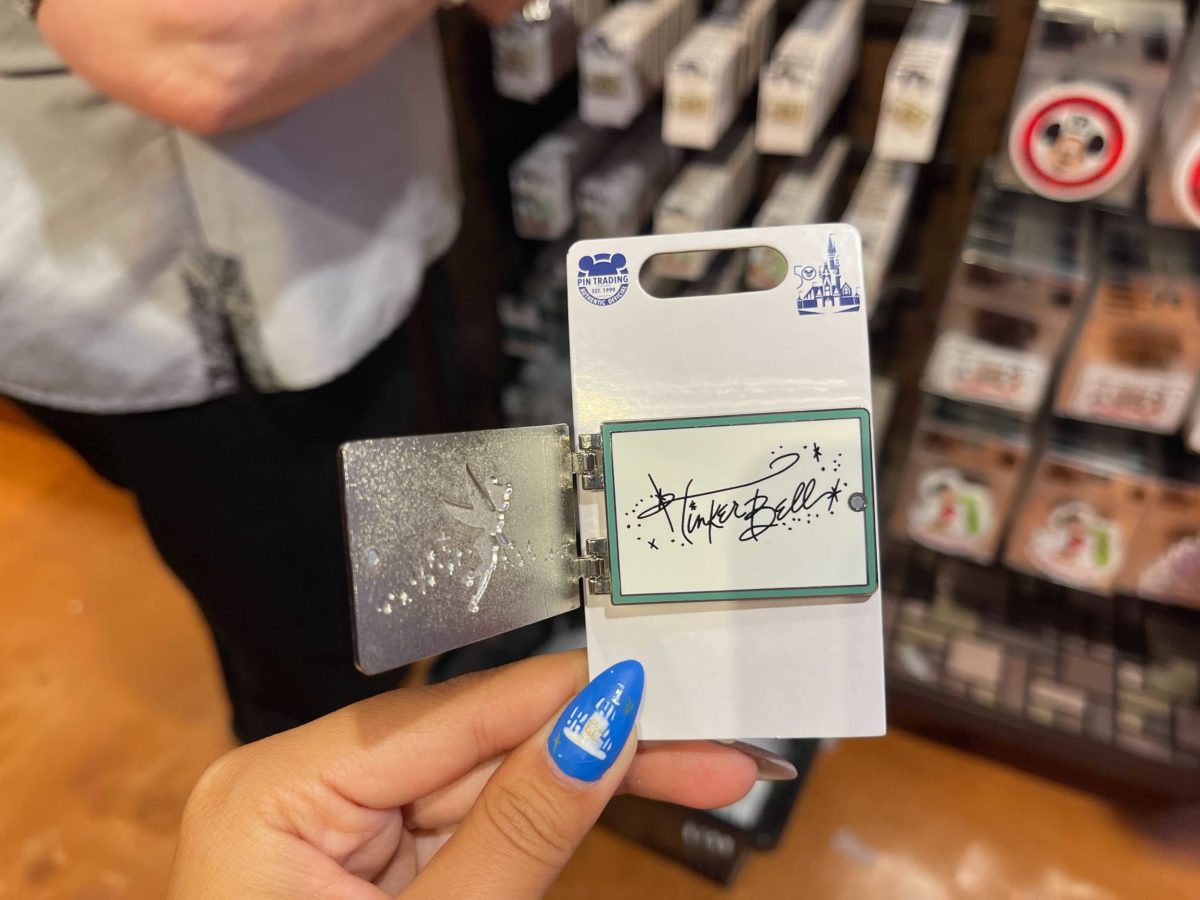 PIN TRADING
EST. 1999
AUTHENTIC OFFICIAL
50
TinkerBell